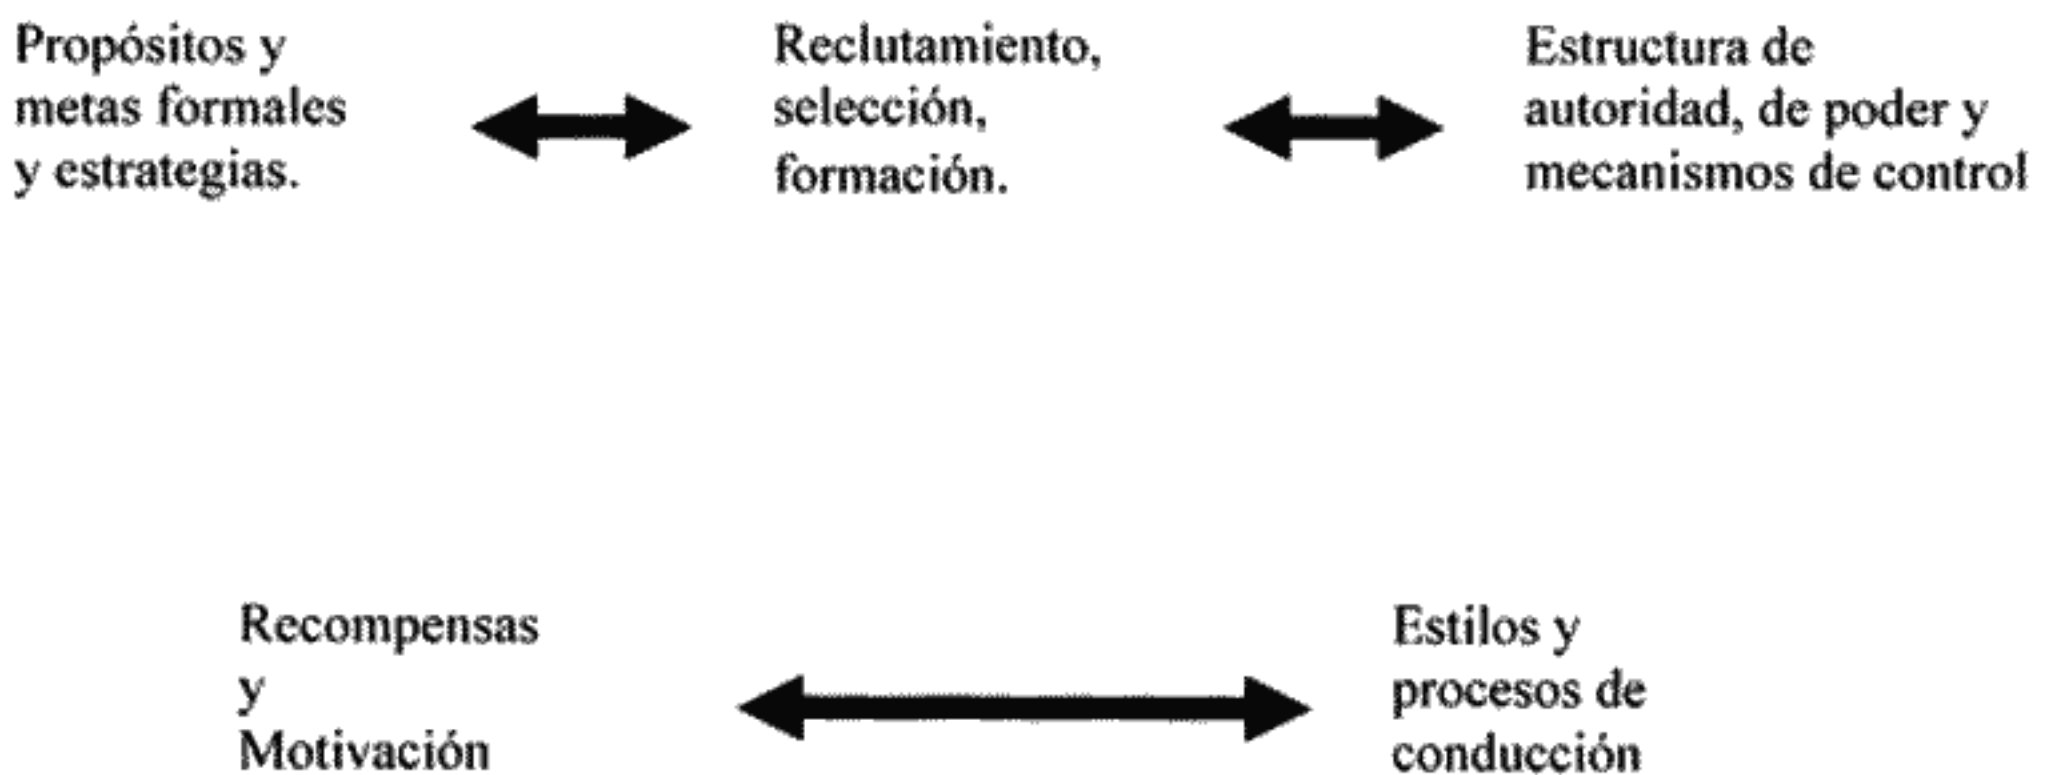 Propósitos y
metas formales
y estrategias.
Reclutamiento,
selección,
formación.
Estructura de
autoridad, de poder y
mecanismos de control
Recompensas
y
Motivación
Estilos y
procesos de
conducción